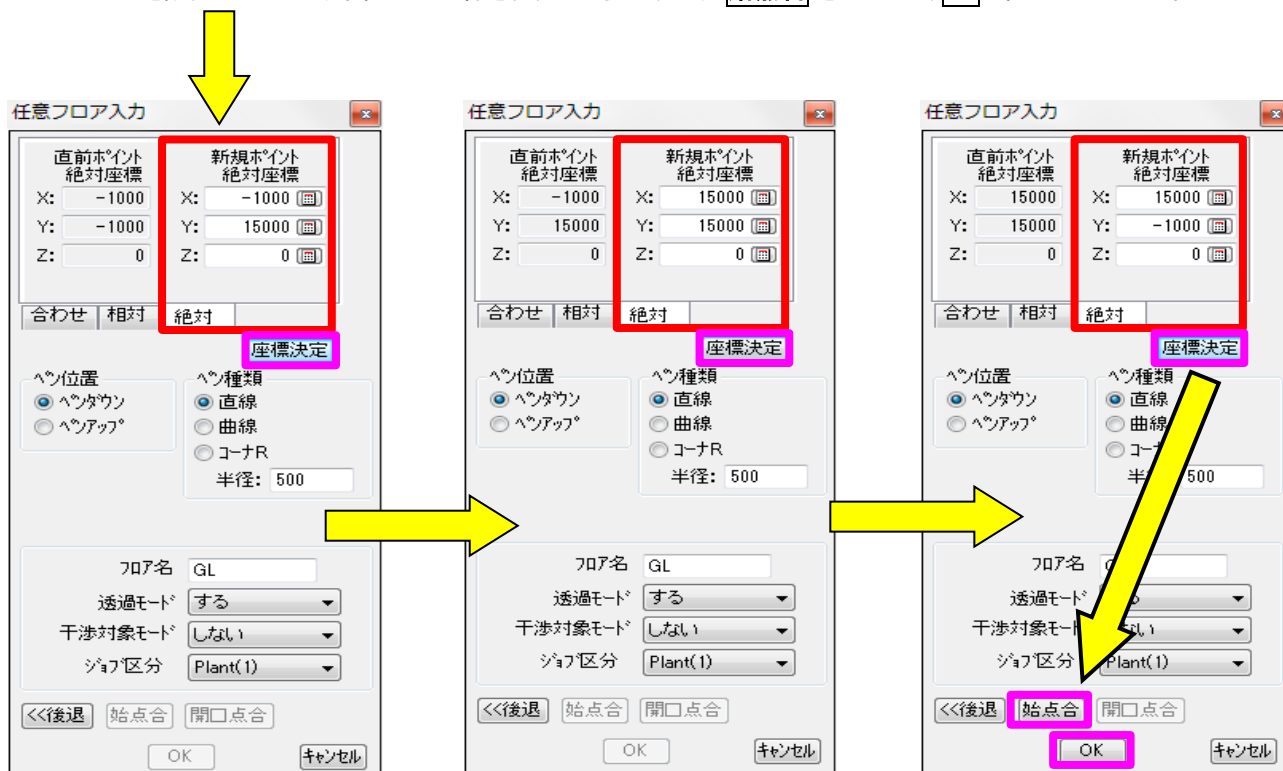 任意フロア入力
直前ポイント 新規ポイント
絶対座標 絶対座標
X: -1000 X: -1000
Y: -1000 Y: 15000
Z: 0 Z: 0
合わせ 相対 絶対
座標決定
ペン位置 ペン種類
ペンダウン 直線
ペンアップ 曲線
コーナR
半径: 500
フロア名 GL
透過モード する
干渉対象モード しない
ジョブ区分 Plant(1)
<<後退 始点合 開口点合
OK キャンセル
任意フロア入力
直前ポイント 新規ポイント
絶対座標 絶対座標
X: -1000 X: 15000
Y: 15000 Y: 15000
Z: 0 Z: 0
合わせ 相対 絶対
座標決定
ペン位置 ペン種類
ペンダウン 直線
ペンアップ 曲線
コーナR
半径: 500
フロア名 GL
透過モード する
干渉対象モード しない
ジョブ区分 Plant(1)
<<後退 始点合 開口点合
OK キャンセル
任意フロア入力
直前ポイント 新規ポイント
絶対座標 絶対座標
X: 15000 X: 15000
Y: 15000 Y: -1000
Z: 0 Z: 0
合わせ 相対 絶対
座標決定
ペン位置 ペン種類
ペンダウン 直線
ペンアップ 曲線
500
フロア名
透過モード
ジョブ区分 Plant(1)
<<後退 始点合 開口点合
OK キャンセル